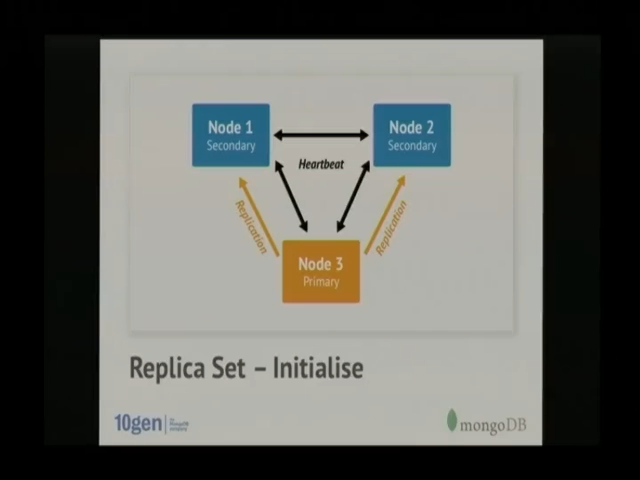 Node 1
Secondary
Node 2
Secondary
Heartbeat
Replication
Replication
Node 3
Primary
Replica Set – Initialise
10gen
mongoDB